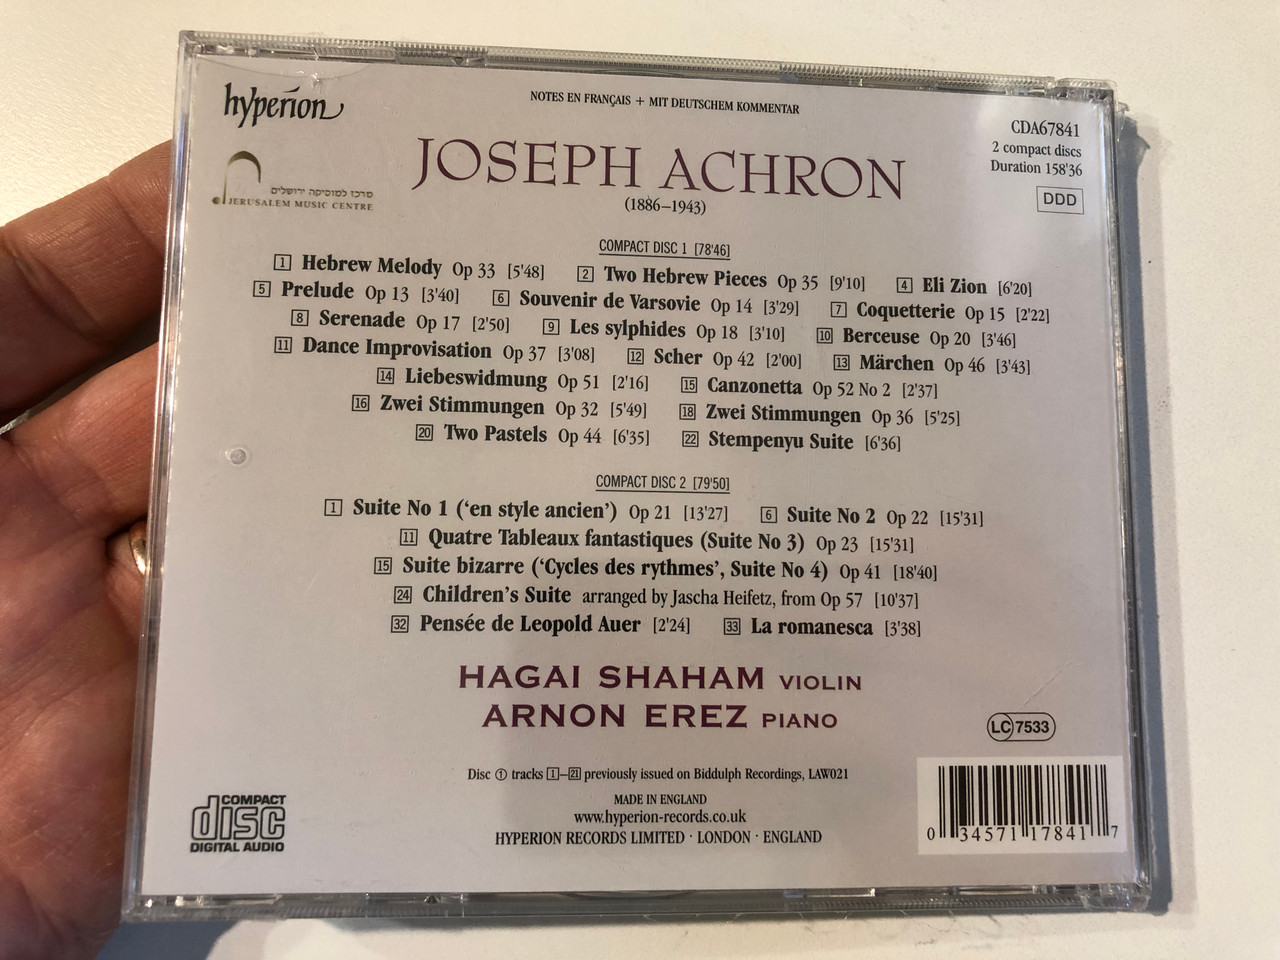 hyperion
NOTES EN FRANÇAIS + MIT DEUTSCHEM KOMMENTAR
CDA67841
2 compact discs
Duration 158'36
DDD
מרכז למוסיקה ירושלים
JERUSALEM MUSIC CENTRE
JOSEPH ACHRON
(1886–1943)
COMPACT DISC 1 [78'46]
1 Hebrew Melody Op 33 [5'48] 2 Two Hebrew Pieces Op 35 [9'10] 4 Eli Zion [6'20]
5 Prelude Op 13 [3'40] 6 Souvenir de Varsovie Op 14 [3'29] 7 Coquetterie Op 15 [2'22]
8 Serenade Op 17 [2'50] 9 Les sylphides Op 18 [3'10] 10 Berceuse Op 20 [3'46]
11 Dance Improvisation Op 37 [3'08] 12 Scher Op 42 [2'00] 13 Märchen Op 46 [3'43]
14 Liebeswidmung Op 51 [2'16] 15 Canzonetta Op 52 No 2 [2'37]
16 Zwei Stimmungen Op 32 [5'49] 18 Zwei Stimmungen Op 36 [5'25]
20 Two Pastels Op 44 [6'35] 22 Stempenyu Suite [6'36]
COMPACT DISC 2 [79'50]
1 Suite No 1 (‘en style ancien’) Op 21 [13'27] 6 Suite No 2 Op 22 [15'31]
11 Quatre Tableaux fantastiques (Suite No 3) Op 23 [15'31]
15 Suite bizarre (‘Cycles des rythmes’, Suite No 4) Op 41 [18'40]
24 Children’s Suite arranged by Jascha Heifetz, from Op 57 [10'37]
32 Pensée de Leopold Auer [2'24] 33 La romanesca [3'38]
HAGAI SHAHAM VIOLIN
ARNON EREZ PIANO
LC 7533
Disc 1 tracks 1–21 previously issued on Biddulph Recordings, LAW021
MADE IN ENGLAND
www.hyperion-records.co.uk
HYPERION RECORDS LIMITED · LONDON · ENGLAND
COMPACT
disc
DIGITAL AUDIO
0 34571 17841 7